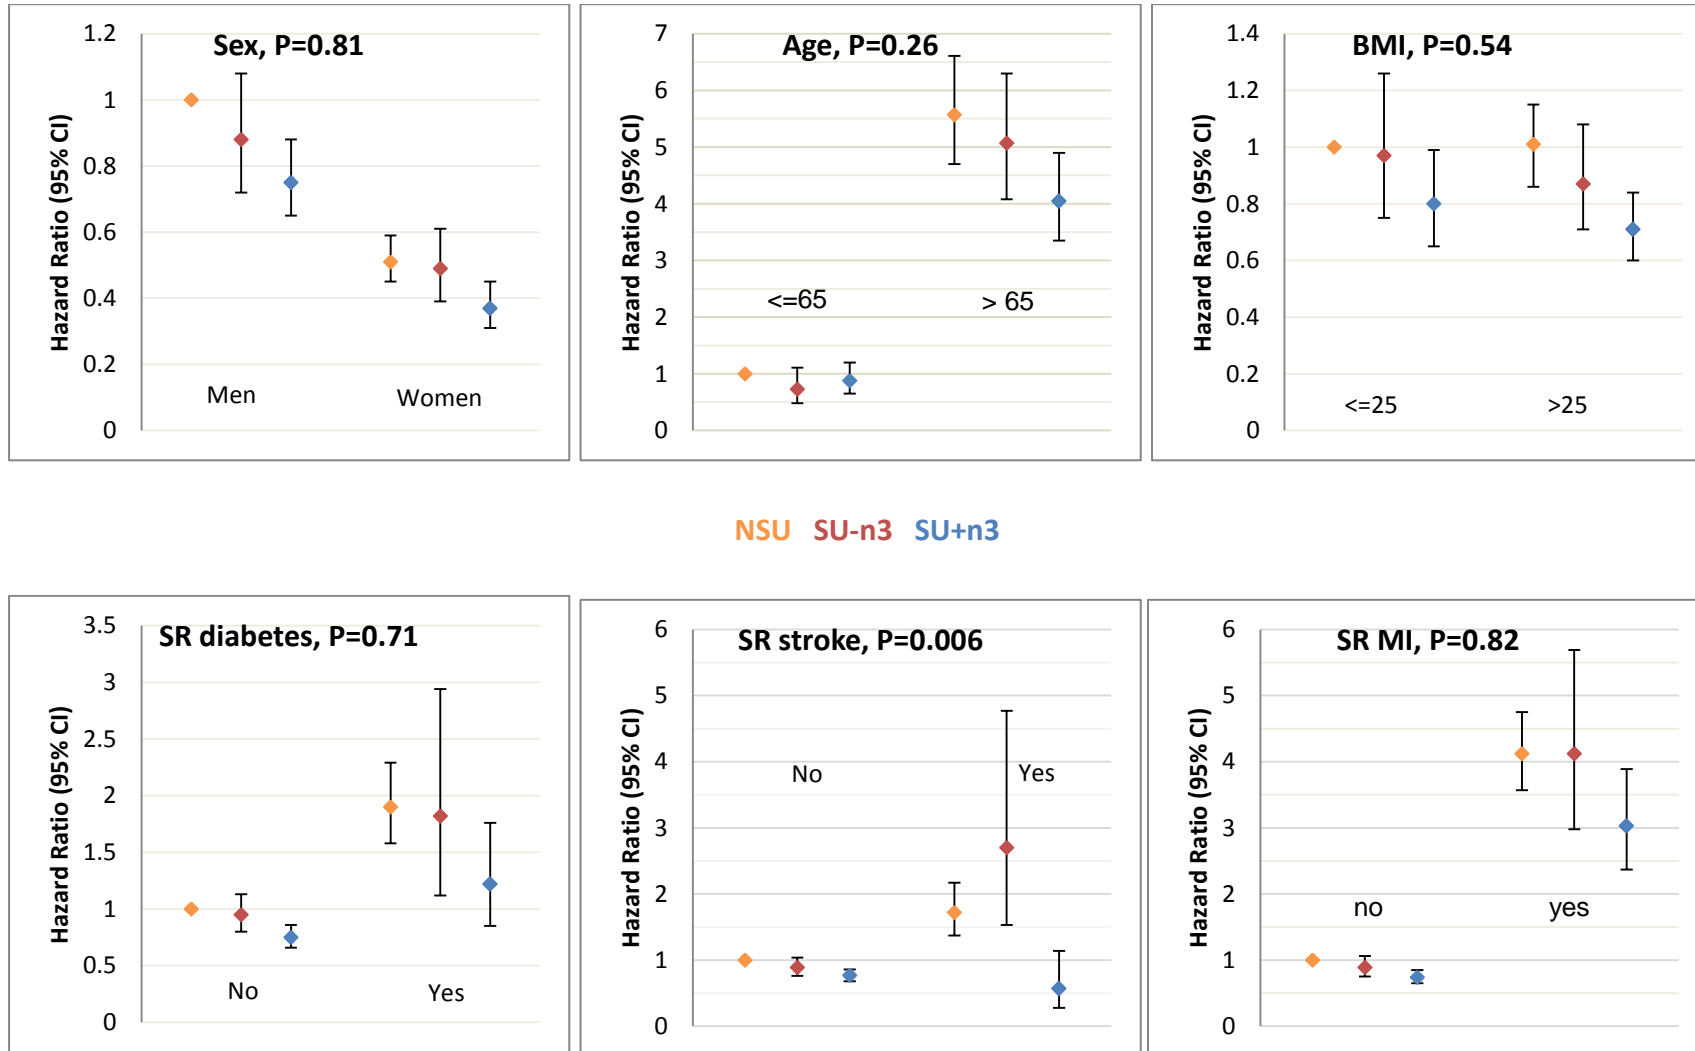 Sex, P=0.81
Hazard Ratio (95% CI)
1.2
1
0.8
0.6
0.4
0.2
0
Men
Women
Age, P=0.26
Hazard Ratio (95% CI)
7
6
5
4
3
2
1
0
<=65
> 65
BMI, P=0.54
Hazard Ratio (95% CI)
1.4
1.2
1
0.8
0.6
0.4
0.2
0
<=25
>25
NSU SU-n3 SU+n3
SR diabetes, P=0.71
Hazard Ratio (95% CI)
3.5
3
2.5
2
1.5
1
0.5
0
No
Yes
SR stroke, P=0.006
Hazard Ratio (95% CI)
6
5
4
3
2
1
0
No
Yes
SR MI, P=0.82
Hazard Ratio (95% CI)
6
5
4
3
2
1
0
no
yes